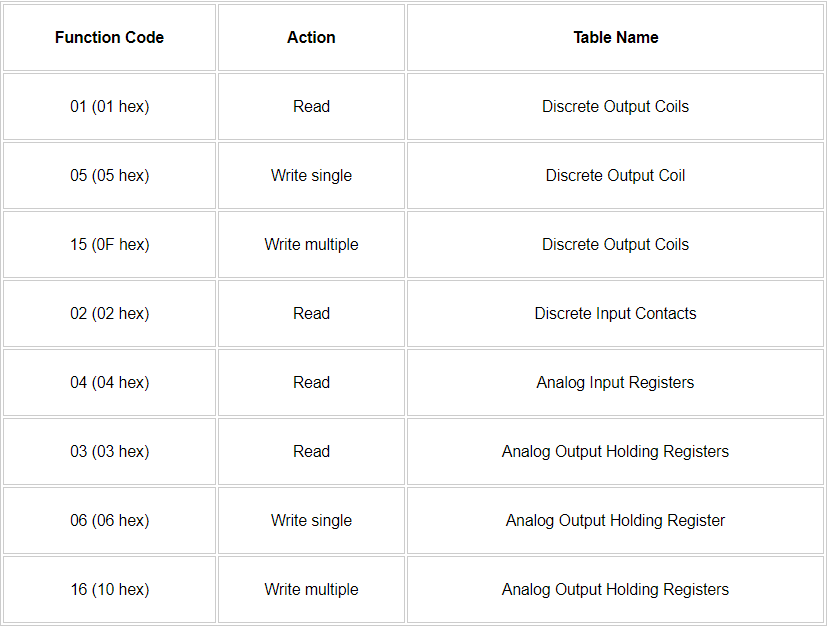 Function Code Action Table Name
01 (01 hex) Read Discrete Output Coils
05 (05 hex) Write single Discrete Output Coil
15 (0F hex) Write multiple Discrete Output Coils
02 (02 hex) Read Discrete Input Contacts
04 (04 hex) Read Analog Input Registers
03 (03 hex) Read Analog Output Holding Registers
06 (06 hex) Write single Analog Output Holding Register
16 (10 hex) Write multiple Analog Output Holding Registers